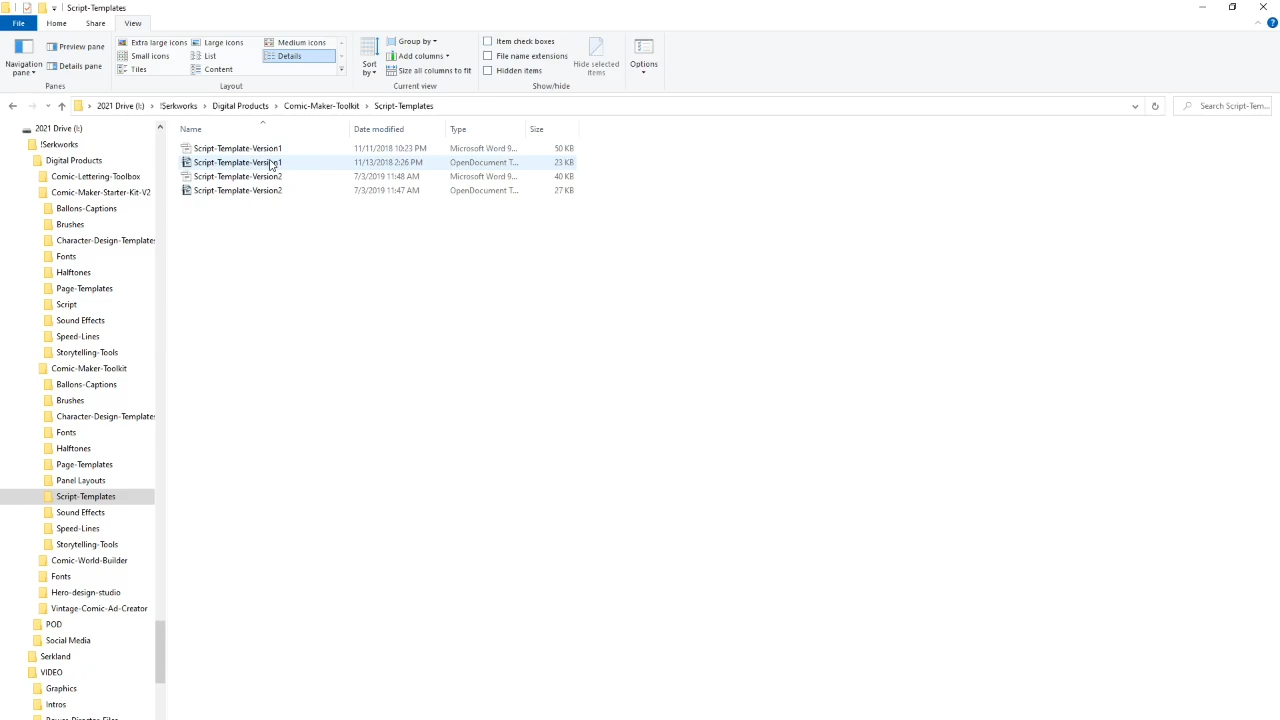 Script-Templates
File Home Share View
Navigation pane
Preview pane
Details pane
Panes
Extra large icons Large icons Medium icons
Small icons List Details
Tiles Content
Layout
Sort by
Group by
Add columns
Size all columns to fit
Current view
Item check boxes
File name extensions
Hidden items
Hide selected items
Show/hide
Options
2021 Drive (I:) > !Serkworks > Digital Products > Comic-Maker-Toolkit > Script-Templates
Search Script-Tem...
Name Date modified Type Size
Script-Template-Version1 11/11/2018 10:23 PM Microsoft Word 9... 50 KB
Script-Template-Version1 11/13/2018 2:26 PM OpenDocument T... 23 KB
Script-Template-Version2 7/3/2019 11:48 AM Microsoft Word 9... 40 KB
Script-Template-Version2 7/3/2019 11:47 AM OpenDocument T... 27 KB
2021 Drive (I:)
!Serkworks
Digital Products
Comic-Lettering-Toolbox
Comic-Maker-Starter-Kit-V2
Ballons-Captions
Brushes
Character-Design-Templates
Fonts
Halftones
Page-Templates
Script
Sound Effects
Speed-Lines
Storytelling-Tools
Comic-Maker-Toolkit
Ballons-Captions
Brushes
Character-Design-Templates
Fonts
Halftones
Page-Templates
Panel Layouts
Script-Templates
Sound Effects
Speed-Lines
Storytelling-Tools
Comic-World-Builder
Fonts
Hero-design-studio
Vintage-Comic-Ad-Creator
POD
Social Media
Serkland
VIDEO
Graphics
Intros